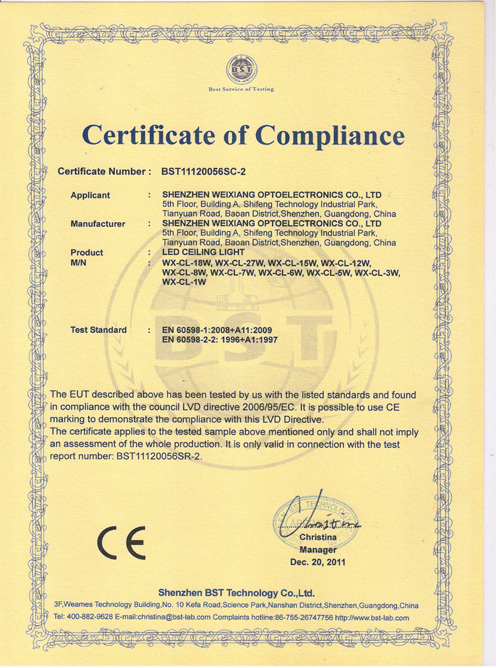 BST
Best Service of Testing
Certificate of Compliance
Certificate Number : BST11120056SC-2
Applicant : SHENZHEN WEIXIANG OPTOELECTRONICS CO., LTD
5th Floor, Building A, Shifeng Technology Industrial Park,
Tianyuan Road, Baoan District,Shenzhen, Guangdong, China
Manufacturer : SHENZHEN WEIXIANG OPTOELECTRONICS CO., LTD
5th Floor, Building A, Shifeng Technology Industrial Park,
Tianyuan Road, Baoan District,Shenzhen, Guangdong, China
Product : LED CEILING LIGHT
M/N : WX-CL-18W, WX-CL-27W, WX-CL-15W, WX-CL-12W,
WX-CL-8W, WX-CL-7W, WX-CL-6W, WX-CL-5W, WX-CL-3W,
WX-CL-1W
BST
Test Standard : EN 60598-1:2008+A11:2009
EN 60598-2-2: 1996+A1:1997
The EUT described above has been tested by us with the listed standards and found
in compliance with the council LVD directive 2006/95/EC. It is possible to use CE
marking to demonstrate the compliance with this LVD Directive.
The certificate applies to the tested sample above mentioned only and shall not imply
an assessment of the whole production. It is only valid in connection with the test
report number: BST11120056SR-2.
CE
TECHNOLOGY
Christina
Christina
Manager
Dec. 20, 2011
Shenzhen BST Technology Co.,Ltd.
3F,Weames Technology Building,No. 10 Kefa Road,Science Park,Nanshan District,Shenzhen,Guangdong,China
Tel: 400-882-9628 E-mail:christina@bst-lab.com Complaints hotline:86-755-26747756 http://www.bst-lab.com